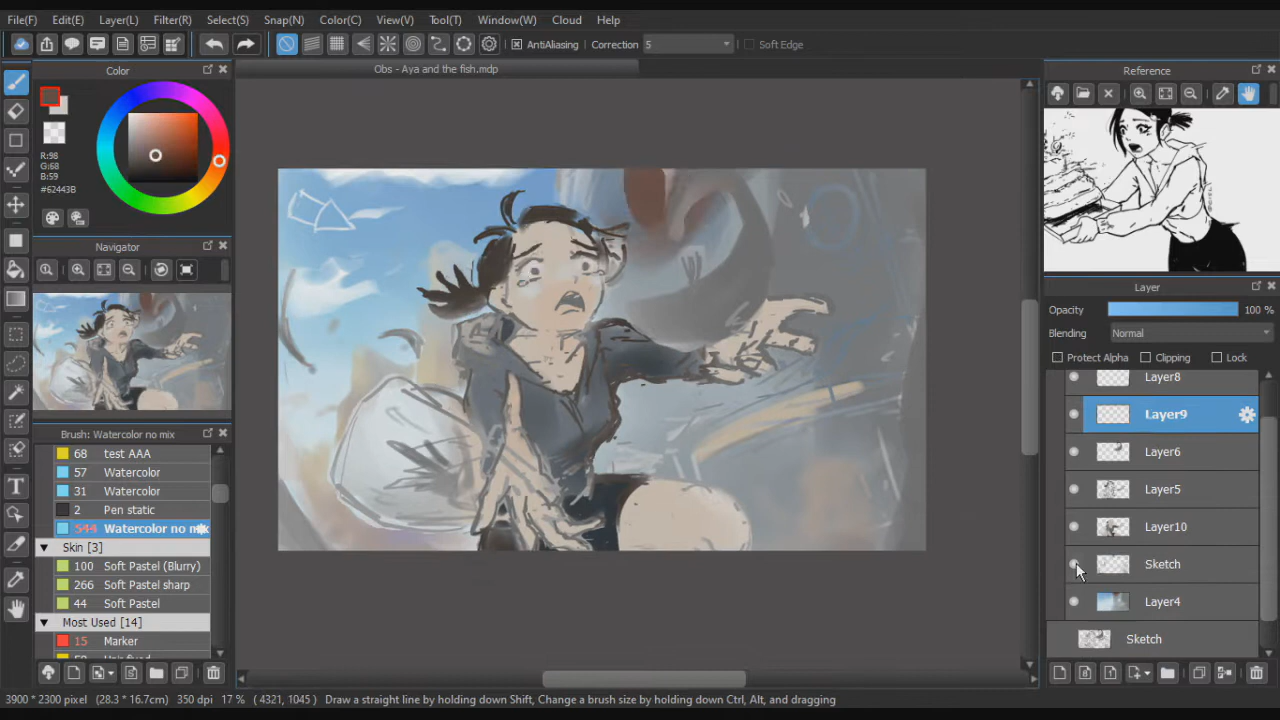 File(F) Edit(E) Layer(L) Filter(R) Select(S) Snap(N) Color(C) View(V) Tool(T) Window(W) Cloud Help
AntiAliasing Correction 5 Soft Edge
Color
Obs - Aya and the fish.mdp
Reference
R:98
G:68
B:59
#62443B
Navigator
Layer
Opacity 100 %
Blending Normal
Protect Alpha Clipping Lock
Layer8
Layer9
Layer6
Layer5
Layer10
Sketch
Layer4
Sketch
Brush: Watercolor no mix
68 test AAA
57 Watercolor
31 Watercolor
2 Pen static
544 Watercolor no mix
Skin [3]
100 Soft Pastel (Blurry)
266 Soft Pastel sharp
44 Soft Pastel
Most Used [14]
15 Marker
3900 * 2300 pixel (28.3 * 16.7cm) 350 dpi 17 % ( 4321, 1045) Draw a straight line by holding down Shift, Change a brush size by holding down Ctrl, Alt, and dragging